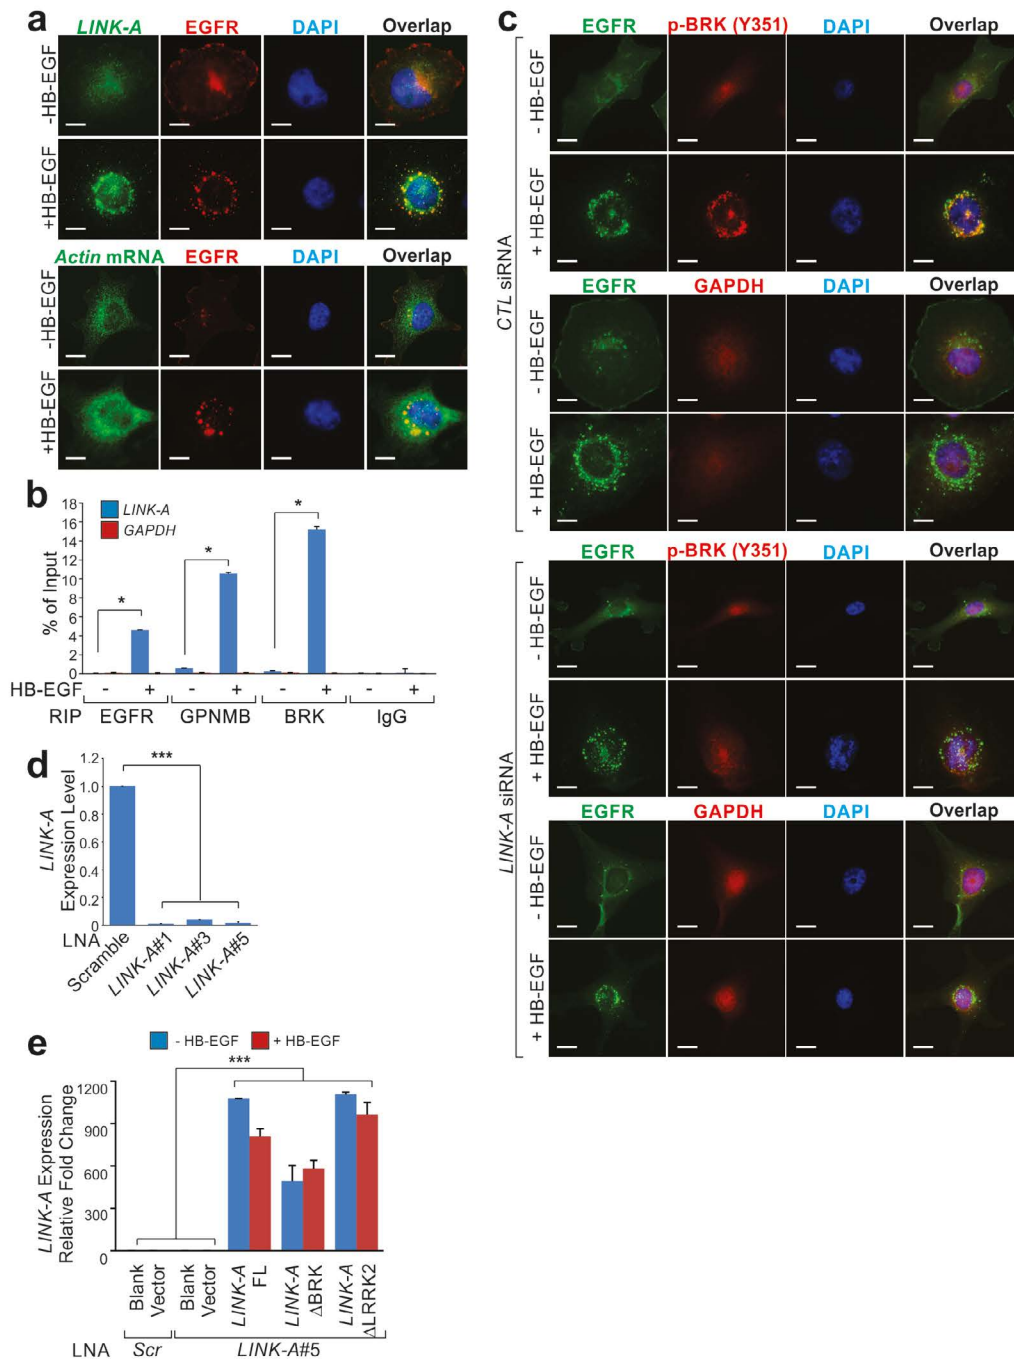 a
LINK-A EGFR DAPI Overlap
-HB-EGF
+HB-EGF
Actin mRNA EGFR DAPI Overlap
-HB-EGF
+HB-EGF
b
LINK-A
GAPDH
% of Input
18
16
14
12
10
8
6
4
2
0
* * *
HB-EGF - + - + - + - +
RIP EGFR GPNMB BRK IgG
c
CTL siRNA
EGFR p-BRK (Y351) DAPI Overlap
- HB-EGF
+ HB-EGF
EGFR GAPDH DAPI Overlap
- HB-EGF
+ HB-EGF
LINK-A siRNA
EGFR p-BRK (Y351) DAPI Overlap
- HB-EGF
+ HB-EGF
EGFR GAPDH DAPI Overlap
- HB-EGF
+ HB-EGF
d
LINK-A
Expression Level
1.2
1.0
0.8
0.6
0.4
0.2
0
***
LNA
Scramble
LINK-A#1
LINK-A#3
LINK-A#5
e
- HB-EGF + HB-EGF
***
LINK-A Expression
Relative Fold Change
1200
900
600
300
0
Blank
Vector
Blank
Vector
LINK-A
FL
LINK-A
ΔBRK
LINK-A
ΔLRRK2
LNA Scr LINK-A#5